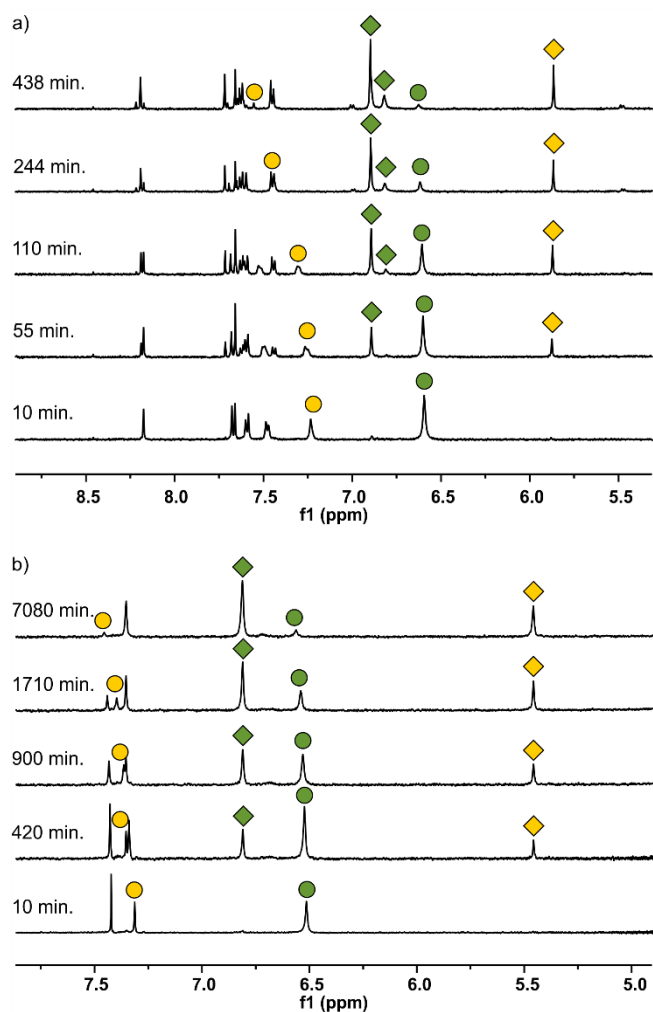 a)
438 min.
244 min.
110 min.
55 min.
10 min.
8.5 8.0 7.5 7.0 6.5 6.0 5.5
f1 (ppm)
b)
7080 min.
1710 min.
900 min.
420 min.
10 min.
7.5 7.0 6.5 6.0 5.5 5.0
f1 (ppm)